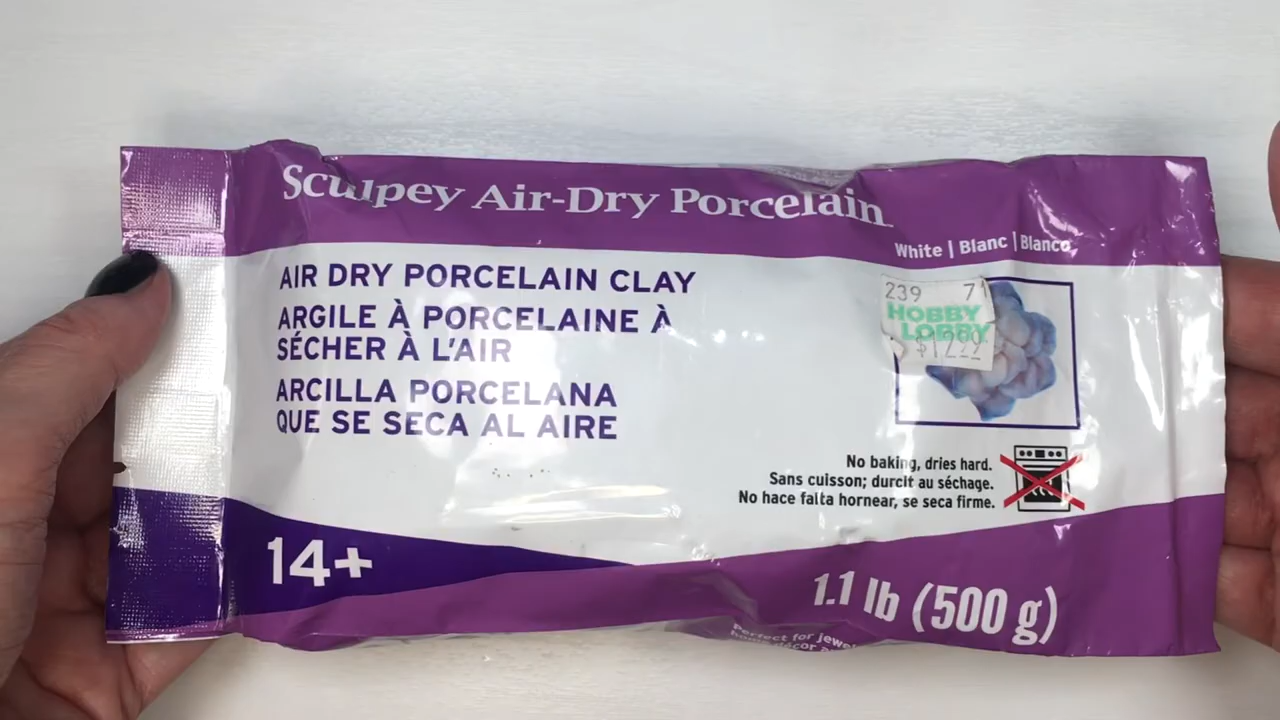 Sculpey Air-Dry Porcelain
White | Blanc | Blanco
AIR DRY PORCELAIN CLAY
ARGILE À PORCELAINE À
SÉCHER À L'AIR
ARCILLA PORCELANA
QUE SE SECA AL AIRE
239 71
HOBBY
LOBBY
No baking, dries hard.
Sans cuisson; durcit au séchage.
No hace falta hornear, se seca firme.
14+
1.1 lb (500 g)
Perfect for